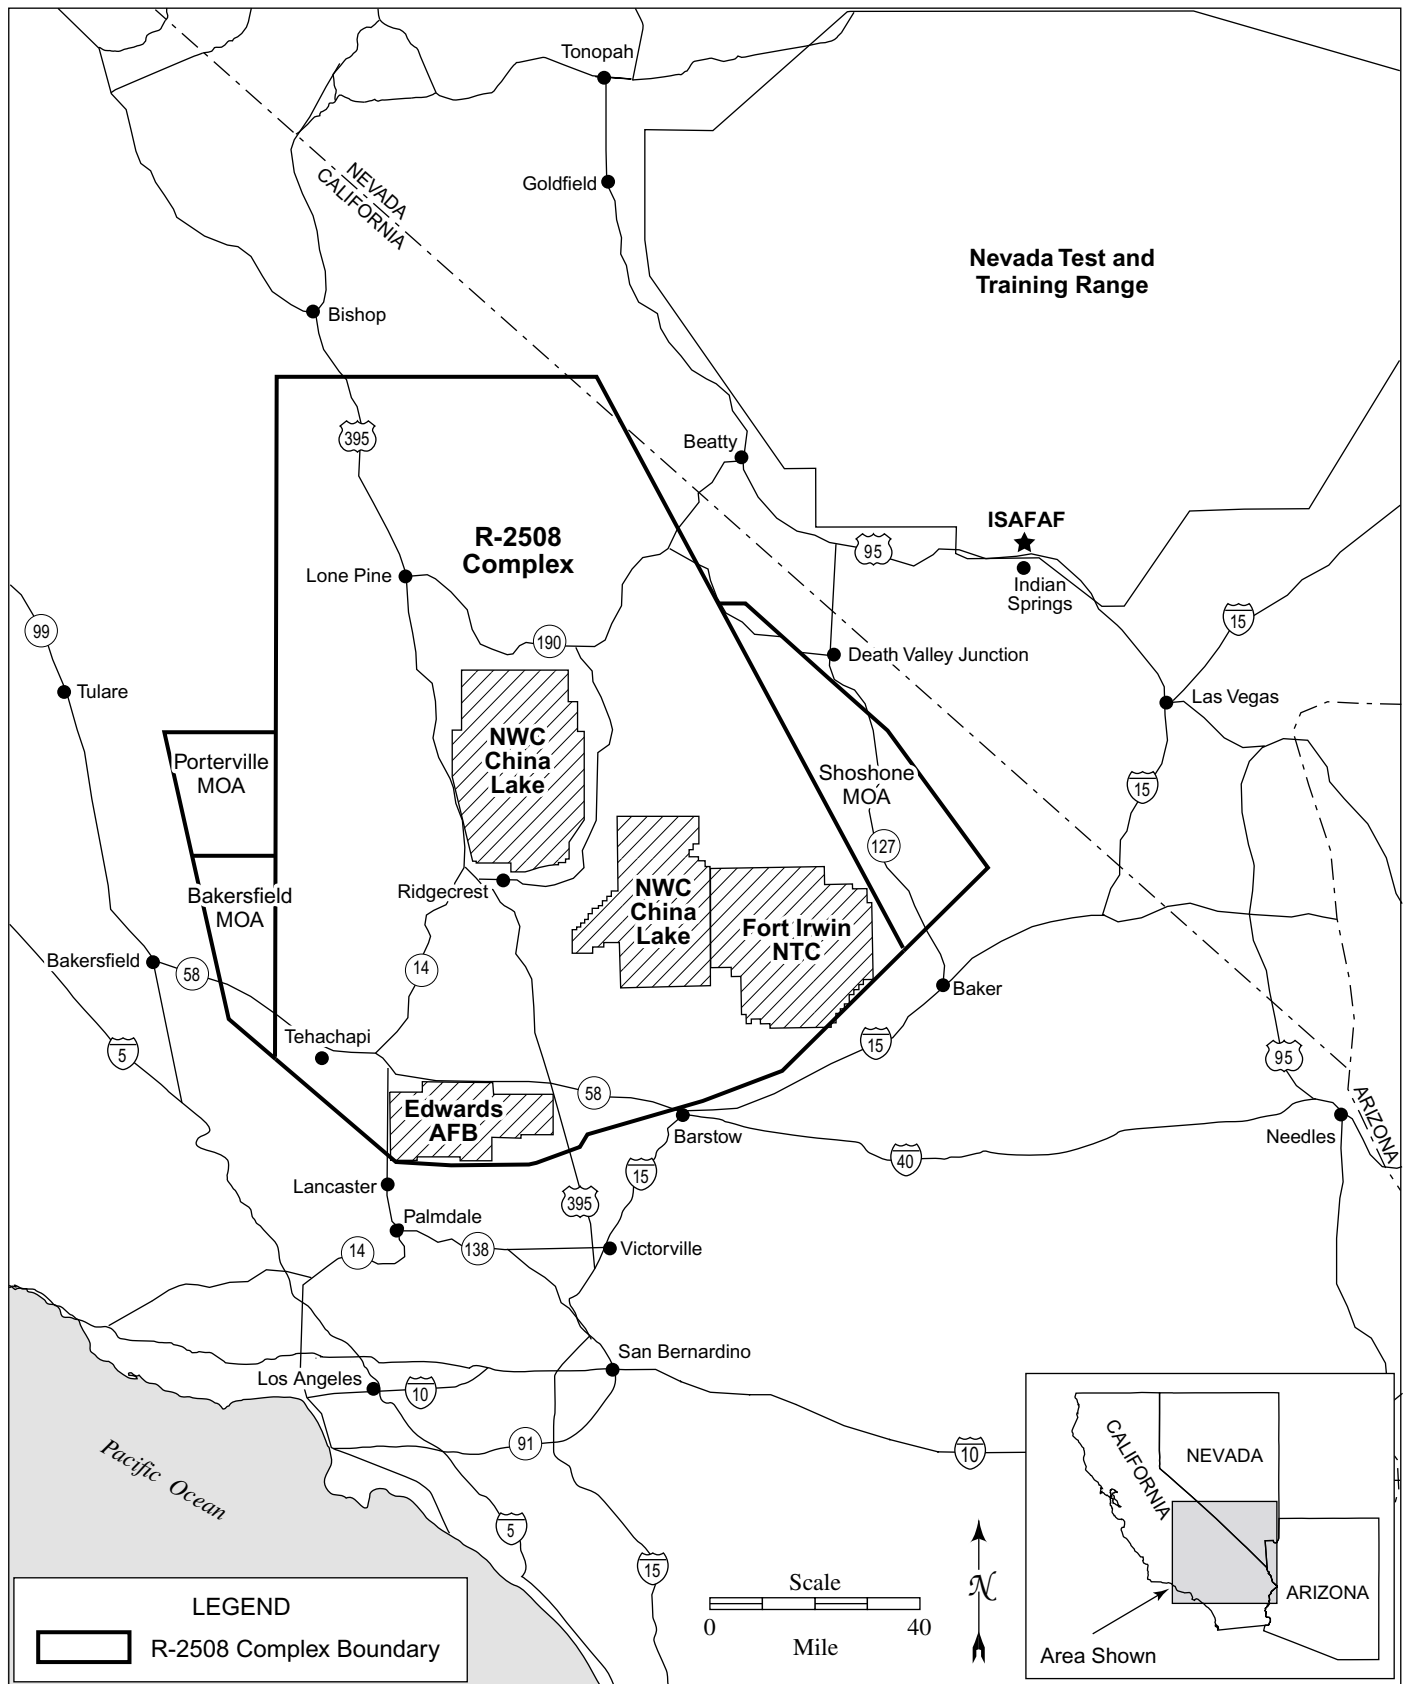 Tonopah
Goldfield
NEVADA
CALIFORNIA
Nevada Test and
Training Range
Bishop
395
Beatty
R-2508
Complex
ISAFAF
95
Lone Pine
Indian
Springs
15
99
190
Death Valley Junction
Tulare
Las Vegas
NWC
China
Lake
Porterville
MOA
Shoshone
MOA
15
127
Ridgecrest
Bakersfield
MOA
NWC
China
Lake
Fort Irwin
NTC
Bakersfield
58
14
Baker
Tehachapi
15
5
95
58
Edwards
AFB
Barstow
ARIZONA
Needles
40
15
Lancaster
395
Palmdale
14
138
Victorville
San Bernardino
Los Angeles
10
91
10
Pacific Ocean
5
15
CALIFORNIA
NEVADA
ARIZONA
Area Shown
Scale
0
40
Mile
N
LEGEND
R-2508 Complex Boundary